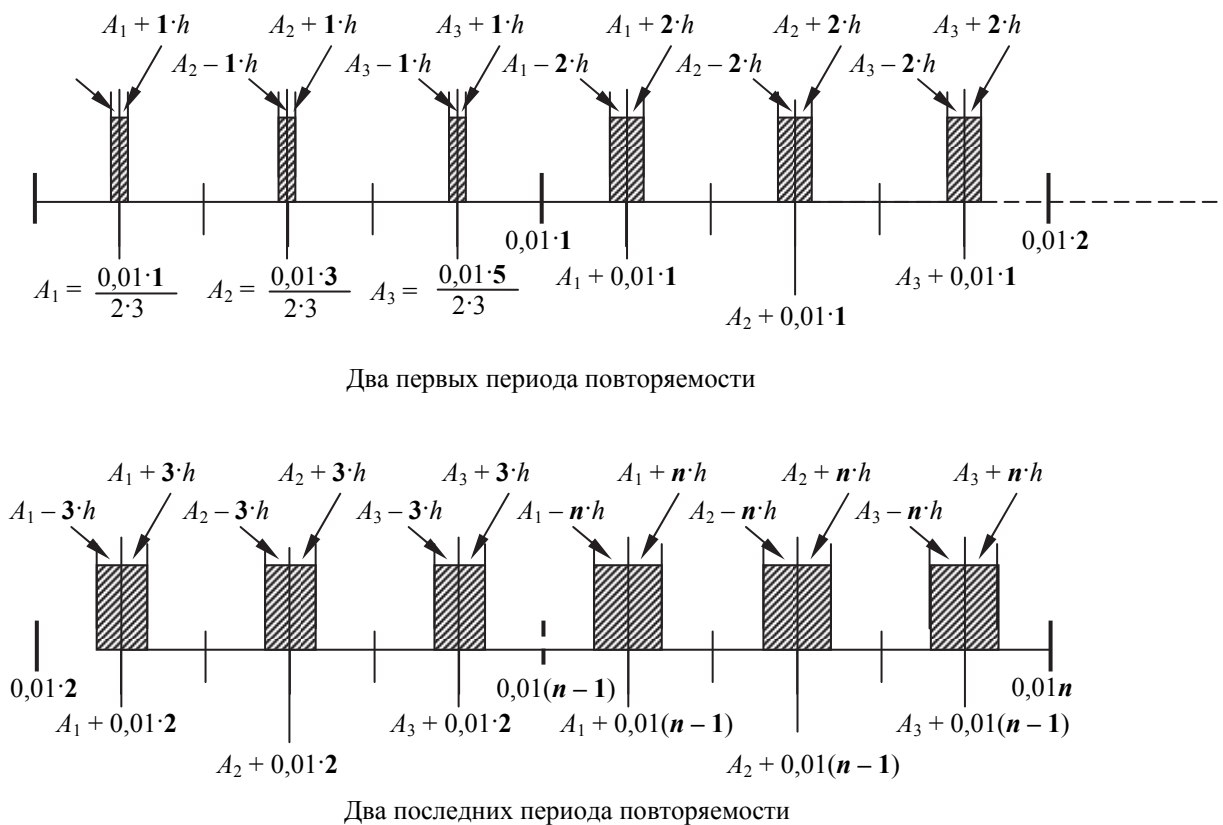 A₁ + 1·h A₂ + 1·h A₃ + 1·h A₁ + 2·h A₂ + 2·h A₃ + 2·h
A₂ – 1·h A₃ – 1·h A₁ – 2·h A₂ – 2·h A₃ – 2·h
0,01·1 0,01·2
A₁ = 0,01·1 / 2·3 A₂ = 0,01·3 / 2·3 A₃ = 0,01·5 / 2·3 A₁ + 0,01·1 A₃ + 0,01·1
A₂ + 0,01·1
Два первых периода повторяемости
A₁ + 3·h A₂ + 3·h A₃ + 3·h A₁ + n·h A₂ + n·h A₃ + n·h
A₁ – 3·h A₂ – 3·h A₃ – 3·h A₁ – n·h A₂ – n·h A₃ – n·h
0,01·2 0,01(n – 1) 0,01n
A₁ + 0,01·2 A₃ + 0,01·2 A₁ + 0,01(n – 1) A₃ + 0,01(n – 1)
A₂ + 0,01·2 A₂ + 0,01(n – 1)
Два последних периода повторяемости